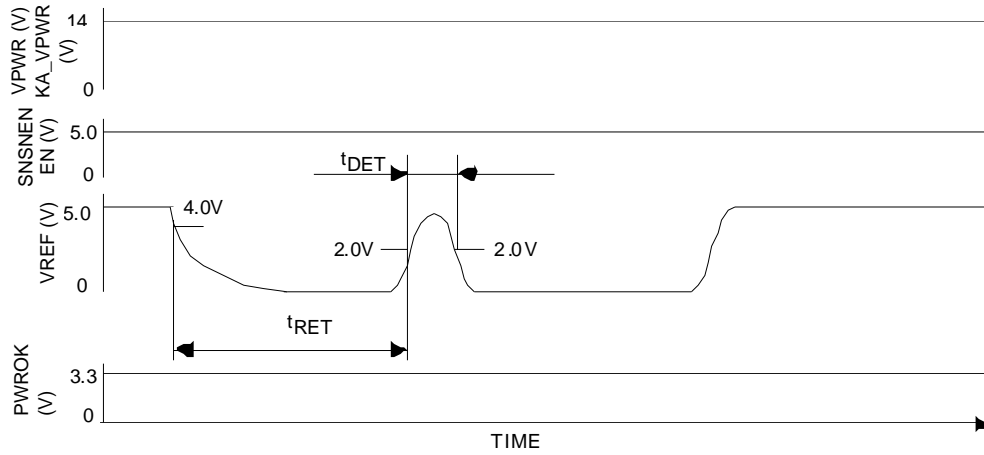 VPWR (V)
KA_VPWR
(V)
14
0
SNSNEN
EN (V)
5.0
0
tDET
VREF (V)
5.0
0
4.0V
2.0V
2.0V
tRET
PWROK
(V)
3.3
0
TIME